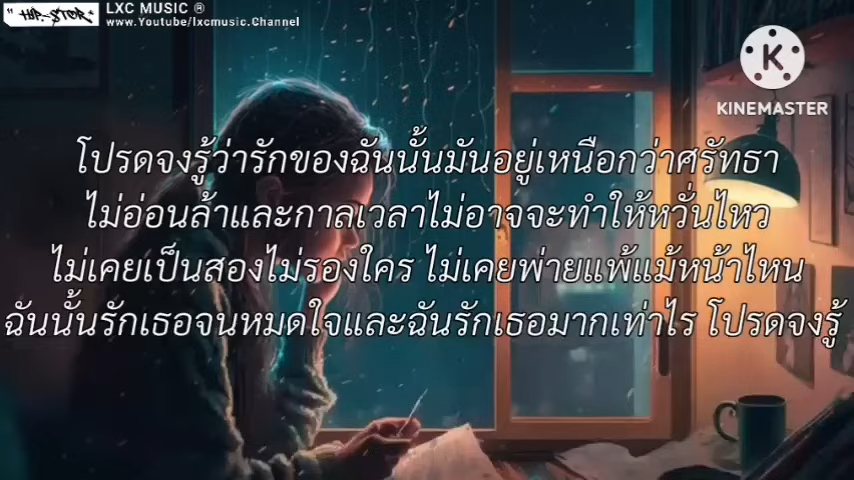 HIP-STOR
LXC MUSIC ®
www.Youtube/lxcmusic.Channel
KINEMASTER
โปรดจงรู้ว่ารักของฉันนั้นมันอยู่เหนือกว่าศรัทธา
ไม่อ่อนล้าและกาลเวลาไม่อาจจะทำให้หวั่นไหว
ไม่เคยเป็นสองไม่รองใคร ไม่เคยพ่ายแพ้แม้หน้าไหน
ฉันนั้นรักเธอจนหมดใจและฉันรักเธอมากเท่าไร โปรดจงรู้